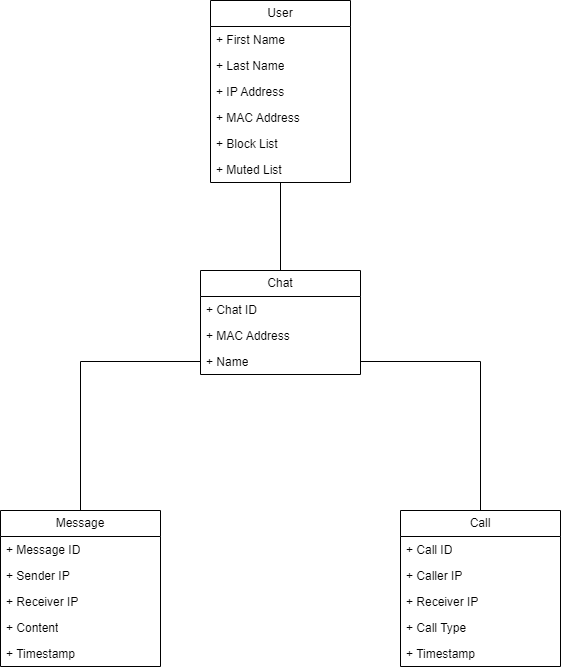 User
+ First Name
+ Last Name
+ IP Address
+ MAC Address
+ Block List
+ Muted List
Chat
+ Chat ID
+ MAC Address
+ Name
Message
+ Message ID
+ Sender IP
+ Receiver IP
+ Content
+ Timestamp
Call
+ Call ID
+ Caller IP
+ Receiver IP
+ Call Type
+ Timestamp